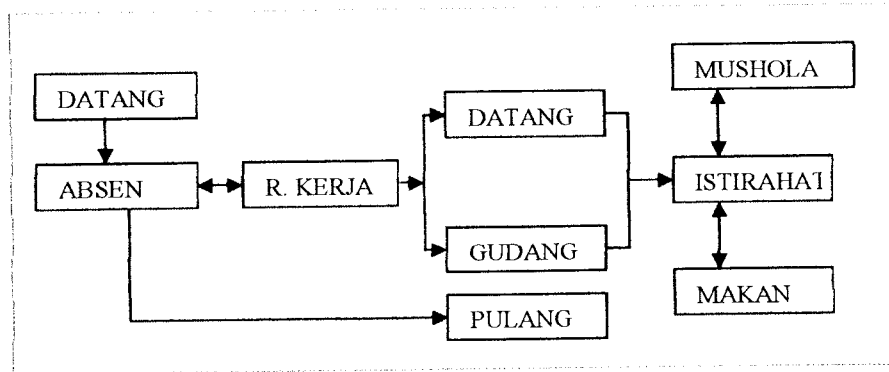 DATANG
ABSEN
R. KERJA
DATANG
GUDANG
PULANG
MUSHOLA
ISTIRAHAT
MAKAN